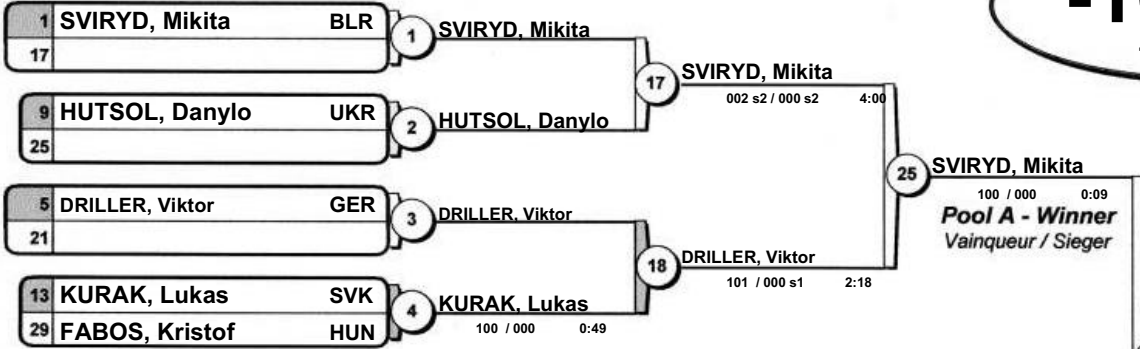 1 SVIRYD, Mikita BLR
17
1 SVIRYD, Mikita
9 HUTSOL, Danylo UKR
25
2 HUTSOL, Danylo
17 SVIRYD, Mikita
002 s2 / 000 s2 4:00
5 DRILLER, Viktor GER
21
3 DRILLER, Viktor
13 KURAK, Lukas SVK
29 FABOS, Kristof HUN
4 KURAK, Lukas
100 / 000 0:49
18 DRILLER, Viktor
101 / 000 s1 2:18
25 SVIRYD, Mikita
100 / 000 0:09
Pool A - Winner
Vainqueur / Sieger